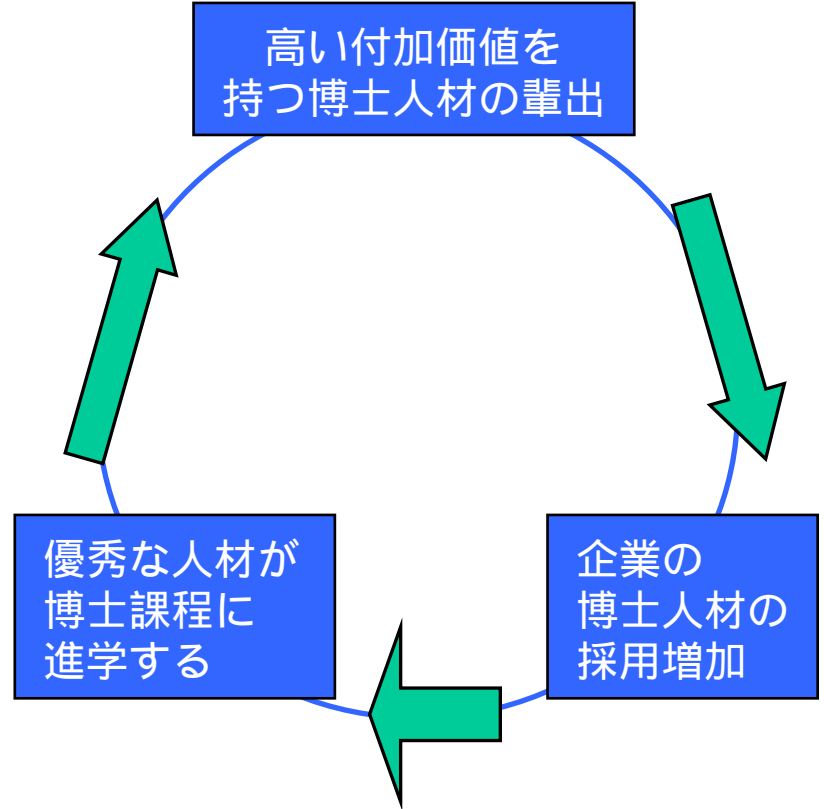 高い付加価値を
持つ博士人材の輩出
優秀な人材が
博士課程に
進学する
企業の
博士人材の
採用増加